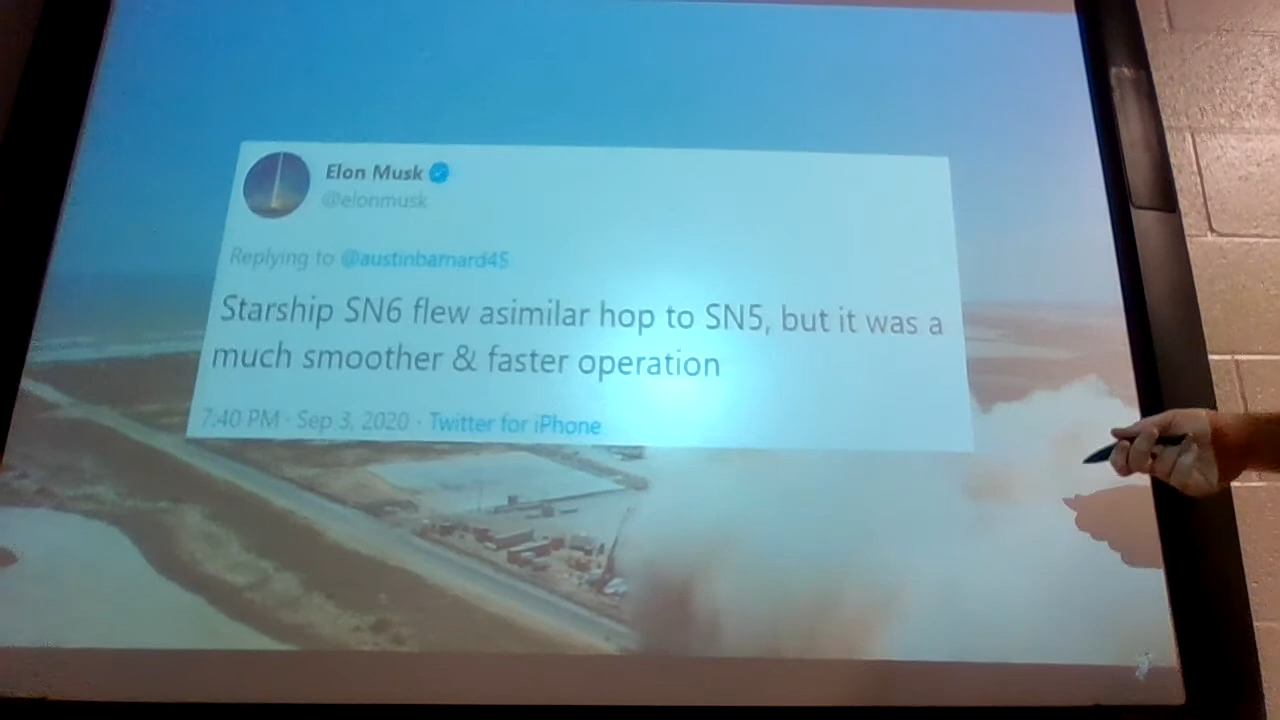 Elon Musk
@elonmusk
Replying to @austinbarnard45
Starship SN6 flew asimilar hop to SN5, but it was a
much smoother & faster operation
7:40 PM · Sep 3, 2020 · Twitter for iPhone